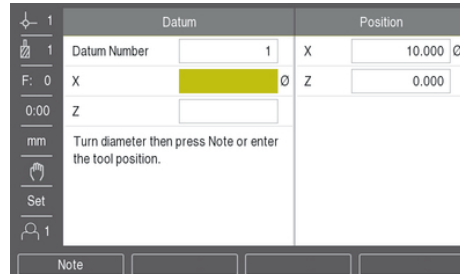 1 Datum Position
1 Datum Number 1 X 10.000 Ø
F: 0 X Ø Z 0.000
0:00 Z
mm Turn diameter then press Note or enter
the tool position.
Set
1
Note